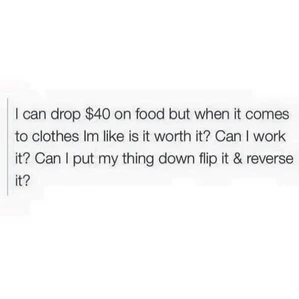 I can drop $40 on food but when it comes
to clothes Im like is it worth it? Can I work
it? Can I put my thing down flip it & reverse
it?